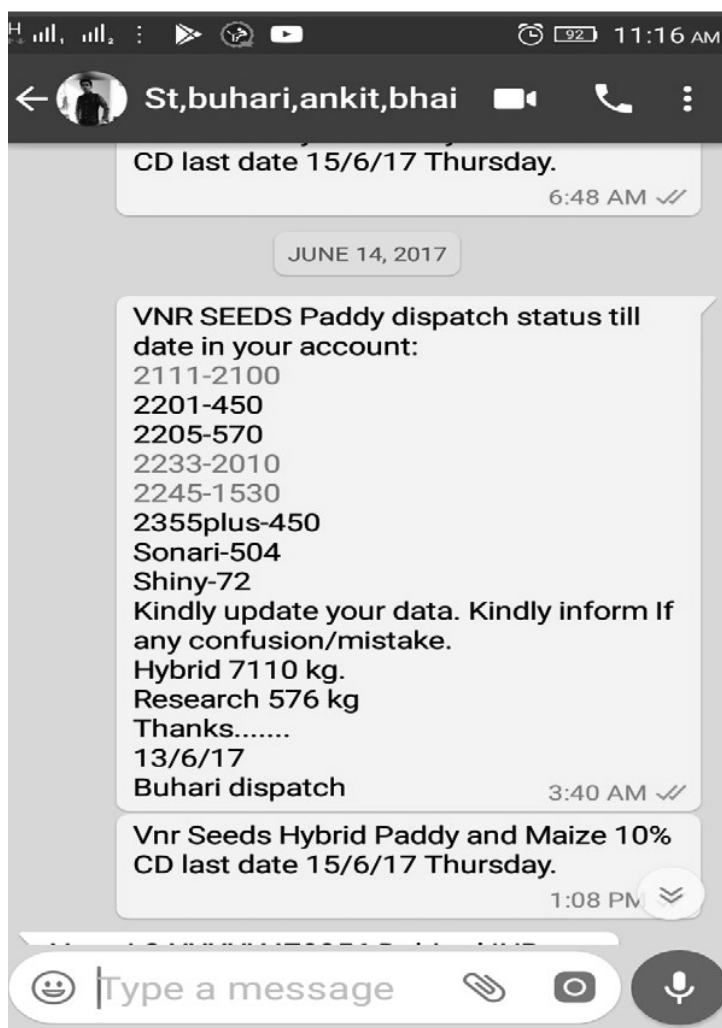 H
92 11:16 AM
St,buhari,ankit,bhai
CD last date 15/6/17 Thursday.
6:48 AM
JUNE 14, 2017
VNR SEEDS Paddy dispatch status till
date in your account:
2111-2100
2201-450
2205-570
2233-2010
2245-1530
2355plus-450
Sonari-504
Shiny-72
Kindly update your data. Kindly inform If
any confusion/mistake.
Hybrid 7110 kg.
Research 576 kg
Thanks.......
13/6/17
Buhari dispatch
3:40 AM
Vnr Seeds Hybrid Paddy and Maize 10%
CD last date 15/6/17 Thursday.
1:08 PM
Type a message